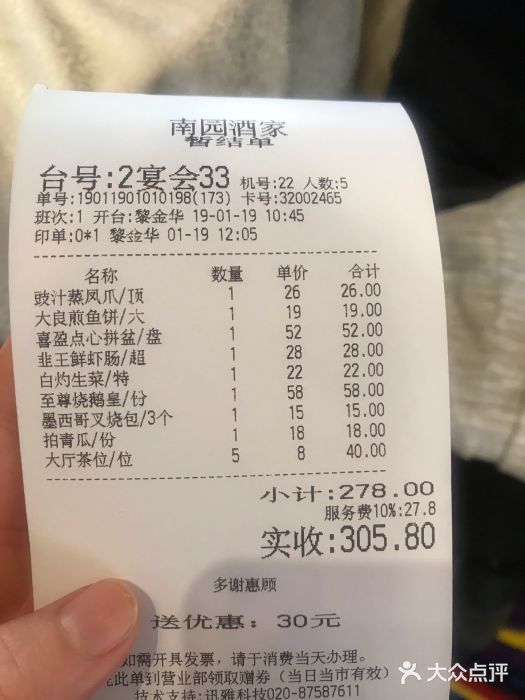 南园酒家
暂结单
台号:2宴会33 机号:22 人数:5
单号:19011901010198(173) 卡号:32002465
班次:1 开台:黎金华 19-01-19 10:45
印单:0*1 黎金华 01-19 12:05
名称 数量 单价 合计
豉汁蒸凤爪/顶 1 26 26.00
大良煎鱼饼/大 1 19 19.00
喜盈点心拼盆/盘 1 52 52.00
韭王鲜虾肠/超 1 28 28.00
白灼生菜/特 1 22 22.00
至尊烧鹅皇/份 1 58 58.00
墨西哥叉烧包/3个 1 15 15.00
拍青瓜/份 1 18 18.00
大厅茶位/位 5 8 40.00
小计:278.00
服务费10%:27.8
实收:305.80
多谢惠顾
送优惠: 30元
如需开具发票, 请于消费当天办理。
此单到营业部领取赠券(当日当市有效)
技术支持:讯雅科技020-87587611
大众点评